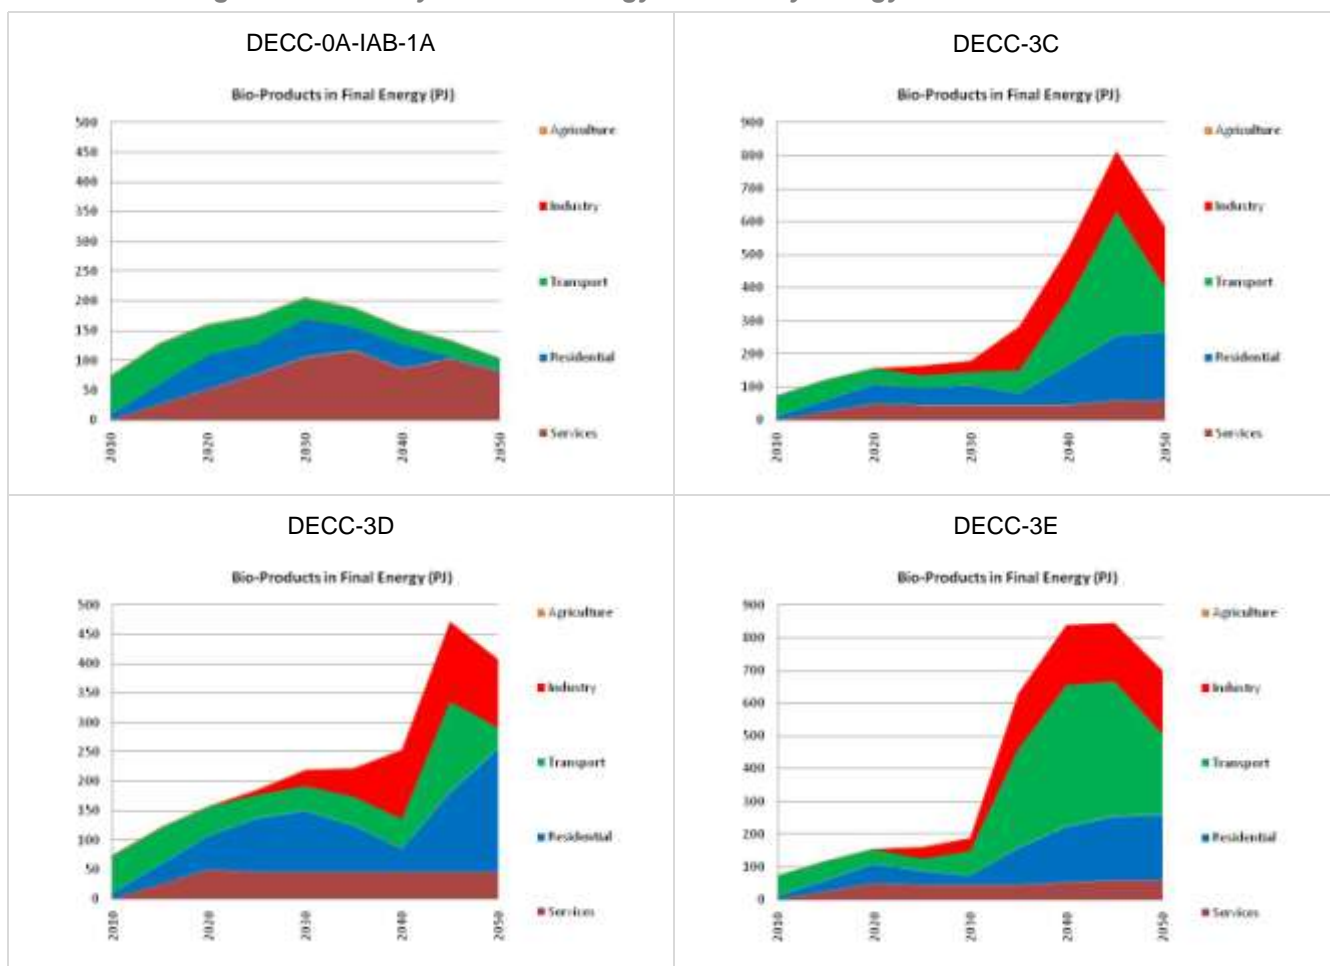 DECC-0A-IAB-1A
Bio-Products in Final Energy (PJ)
500
450
400
350
300
250
200
150
100
50
0
2010
2020
2030
2040
2050
Agriculture
Industry
Transport
Residential
Services
DECC-3C
Bio-Products in Final Energy (PJ)
900
800
700
600
500
400
300
200
100
0
2010
2020
2030
2040
2050
Agriculture
Industry
Transport
Residential
Services
DECC-3D
Bio-Products in Final Energy (PJ)
500
450
400
350
300
250
200
150
100
50
0
2010
2020
2030
2040
2050
Agriculture
Industry
Transport
Residential
Services
DECC-3E
Bio-Products in Final Energy (PJ)
900
800
700
600
500
400
300
200
100
0
2010
2020
2030
2040
2050
Agriculture
Industry
Transport
Residential
Services